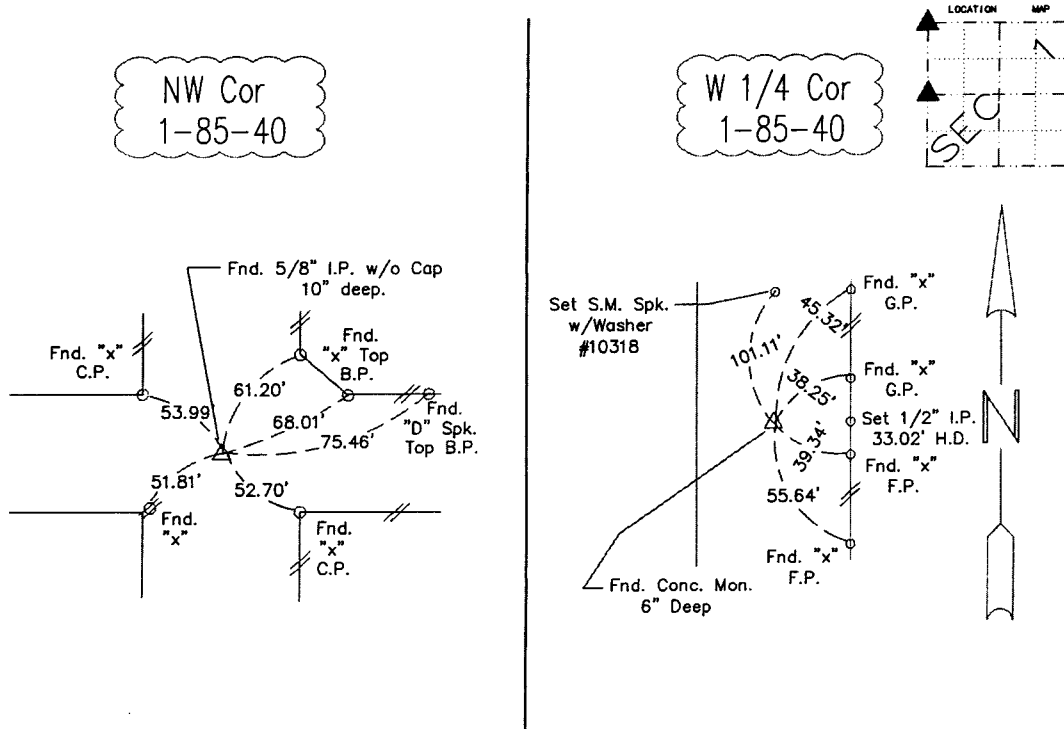 LOCATION MAP
SEC 1
NW Cor
1-85-40
Fnd. 5/8" I.P. w/o Cap
10" deep.
Fnd. "x"
C.P.
Fnd.
"x" Top
B.P.
53.99'
61.20'
68.01'
75.46'
Fnd.
"D" Spk.
Top B.P.
51.81'
52.70'
Fnd.
"x"
Fnd.
"x"
C.P.
W 1/4 Cor
1-85-40
Set S.M. Spk.
w/Washer
#10318
101.11'
45.32'
Fnd. "x"
G.P.
38.25'
Fnd. "x"
G.P.
Set 1/2" I.P.
33.02' H.D.
39.34'
Fnd. "x"
F.P.
55.64'
Fnd. "x"
F.P.
Fnd. Conc. Mon.
6" Deep
N